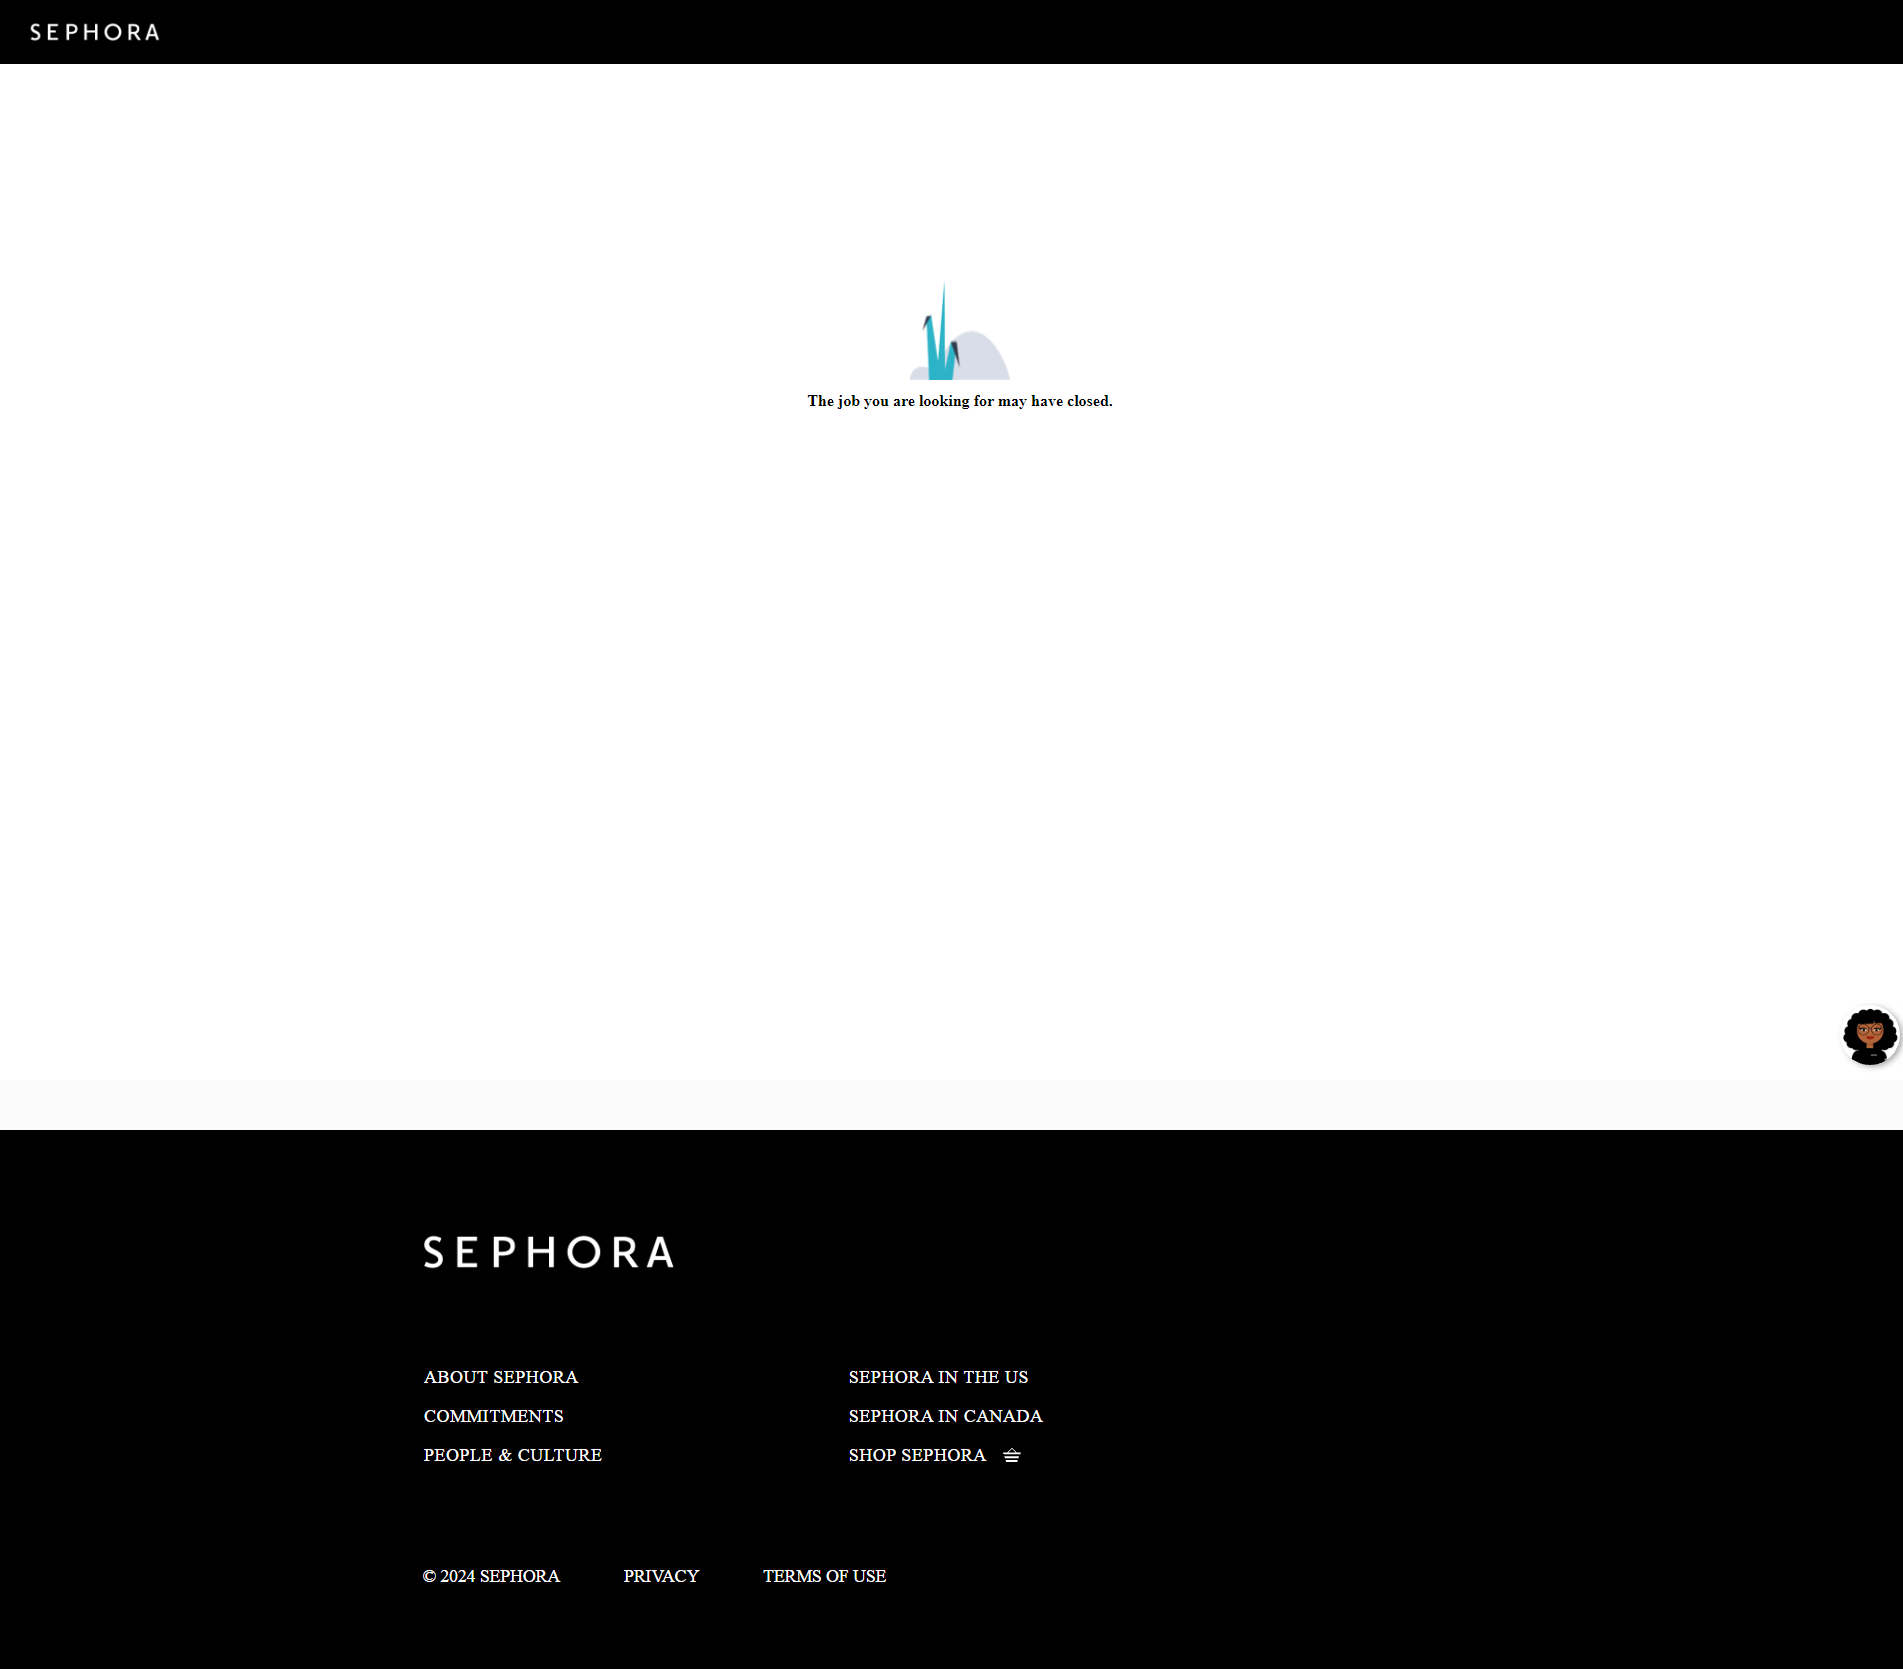 SEPHORA
The job you are looking for may have closed.
SEPHORA
ABOUT SEPHORA
COMMITMENTS
PEOPLE & CULTURE
SEPHORA IN THE US
SEPHORA IN CANADA
SHOP SEPHORA
© 2024 SEPHORA PRIVACY TERMS OF USE